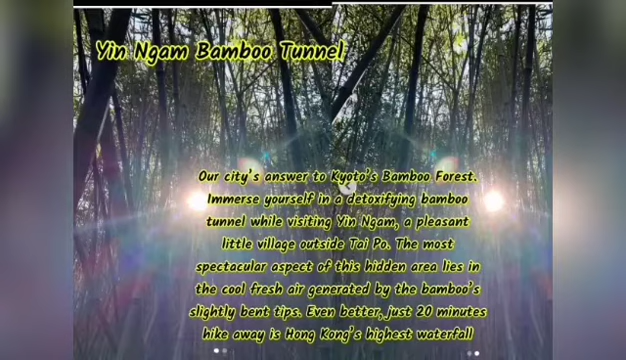 Yin Ngam Bamboo Tunnel
Our city's answer to Kyoto's Bamboo Forest.
Immerse yourself in a detoxifying bamboo
tunnel while visiting Yin Ngam, a pleasant
little village outside Tai Po. The most
spectacular aspect of this hidden area lies in
the cool fresh air generated by the bamboo's
slightly bent tips. Even better, just 20 minutes
hike away is Hong Kong's highest waterfall